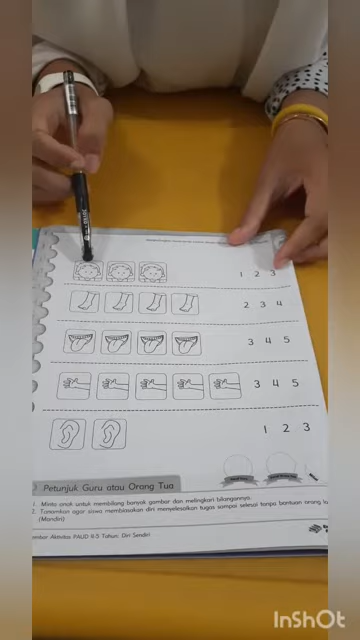 1 2 3
2 3 4
3 4 5
3 4 5
1 2 3
Petunjuk Guru atau Orang Tua
1. Minta anak untuk membilang banyak gambar dan melingkari bilangannya.
2. Tanamkan agar siswa membiasakan diri menyelesaikan tugas sampai selesai tanpa bantuan orang
(Mandiri)
Aktivitas PAUD 4-5 Tahun: Diri Sendiri
InShOt